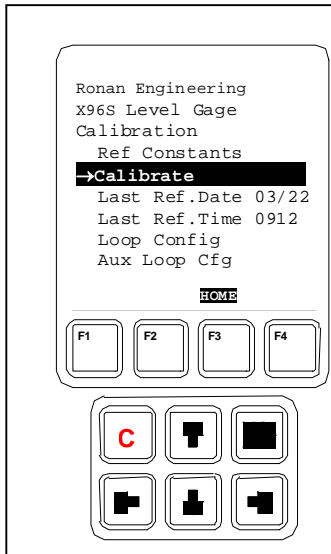 Ronan Engineering
X96S Level Gage
Calibration
Ref Constants
→Calibrate
Last Ref.Date 03/22
Last Ref.Time 0912
Loop Config
Aux Loop Cfg
HOME
F1 F2 F3 F4
C